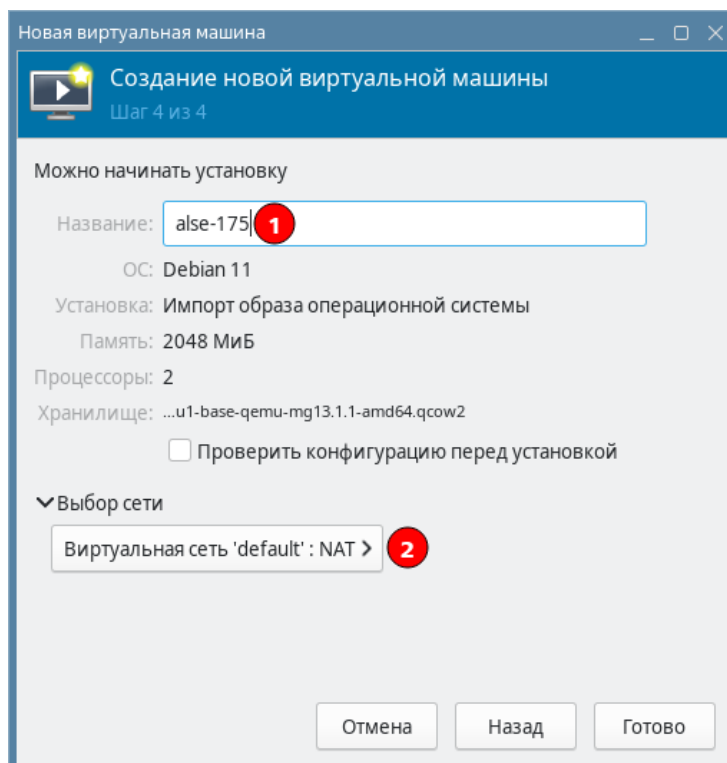 Новая виртуальная машина
Создание новой виртуальной машины
Шаг 4 из 4
Можно начинать установку
Название: alse-175 1
ОС: Debian 11
Установка: Импорт образа операционной системы
Память: 2048 МиБ
Процессоры: 2
Хранилище: ...u1-base-qemu-mg13.1.1-amd64.qcow2
Проверить конфигурацию перед установкой
Выбор сети
Виртуальная сеть 'default' : NAT 2
Отмена Назад Готово